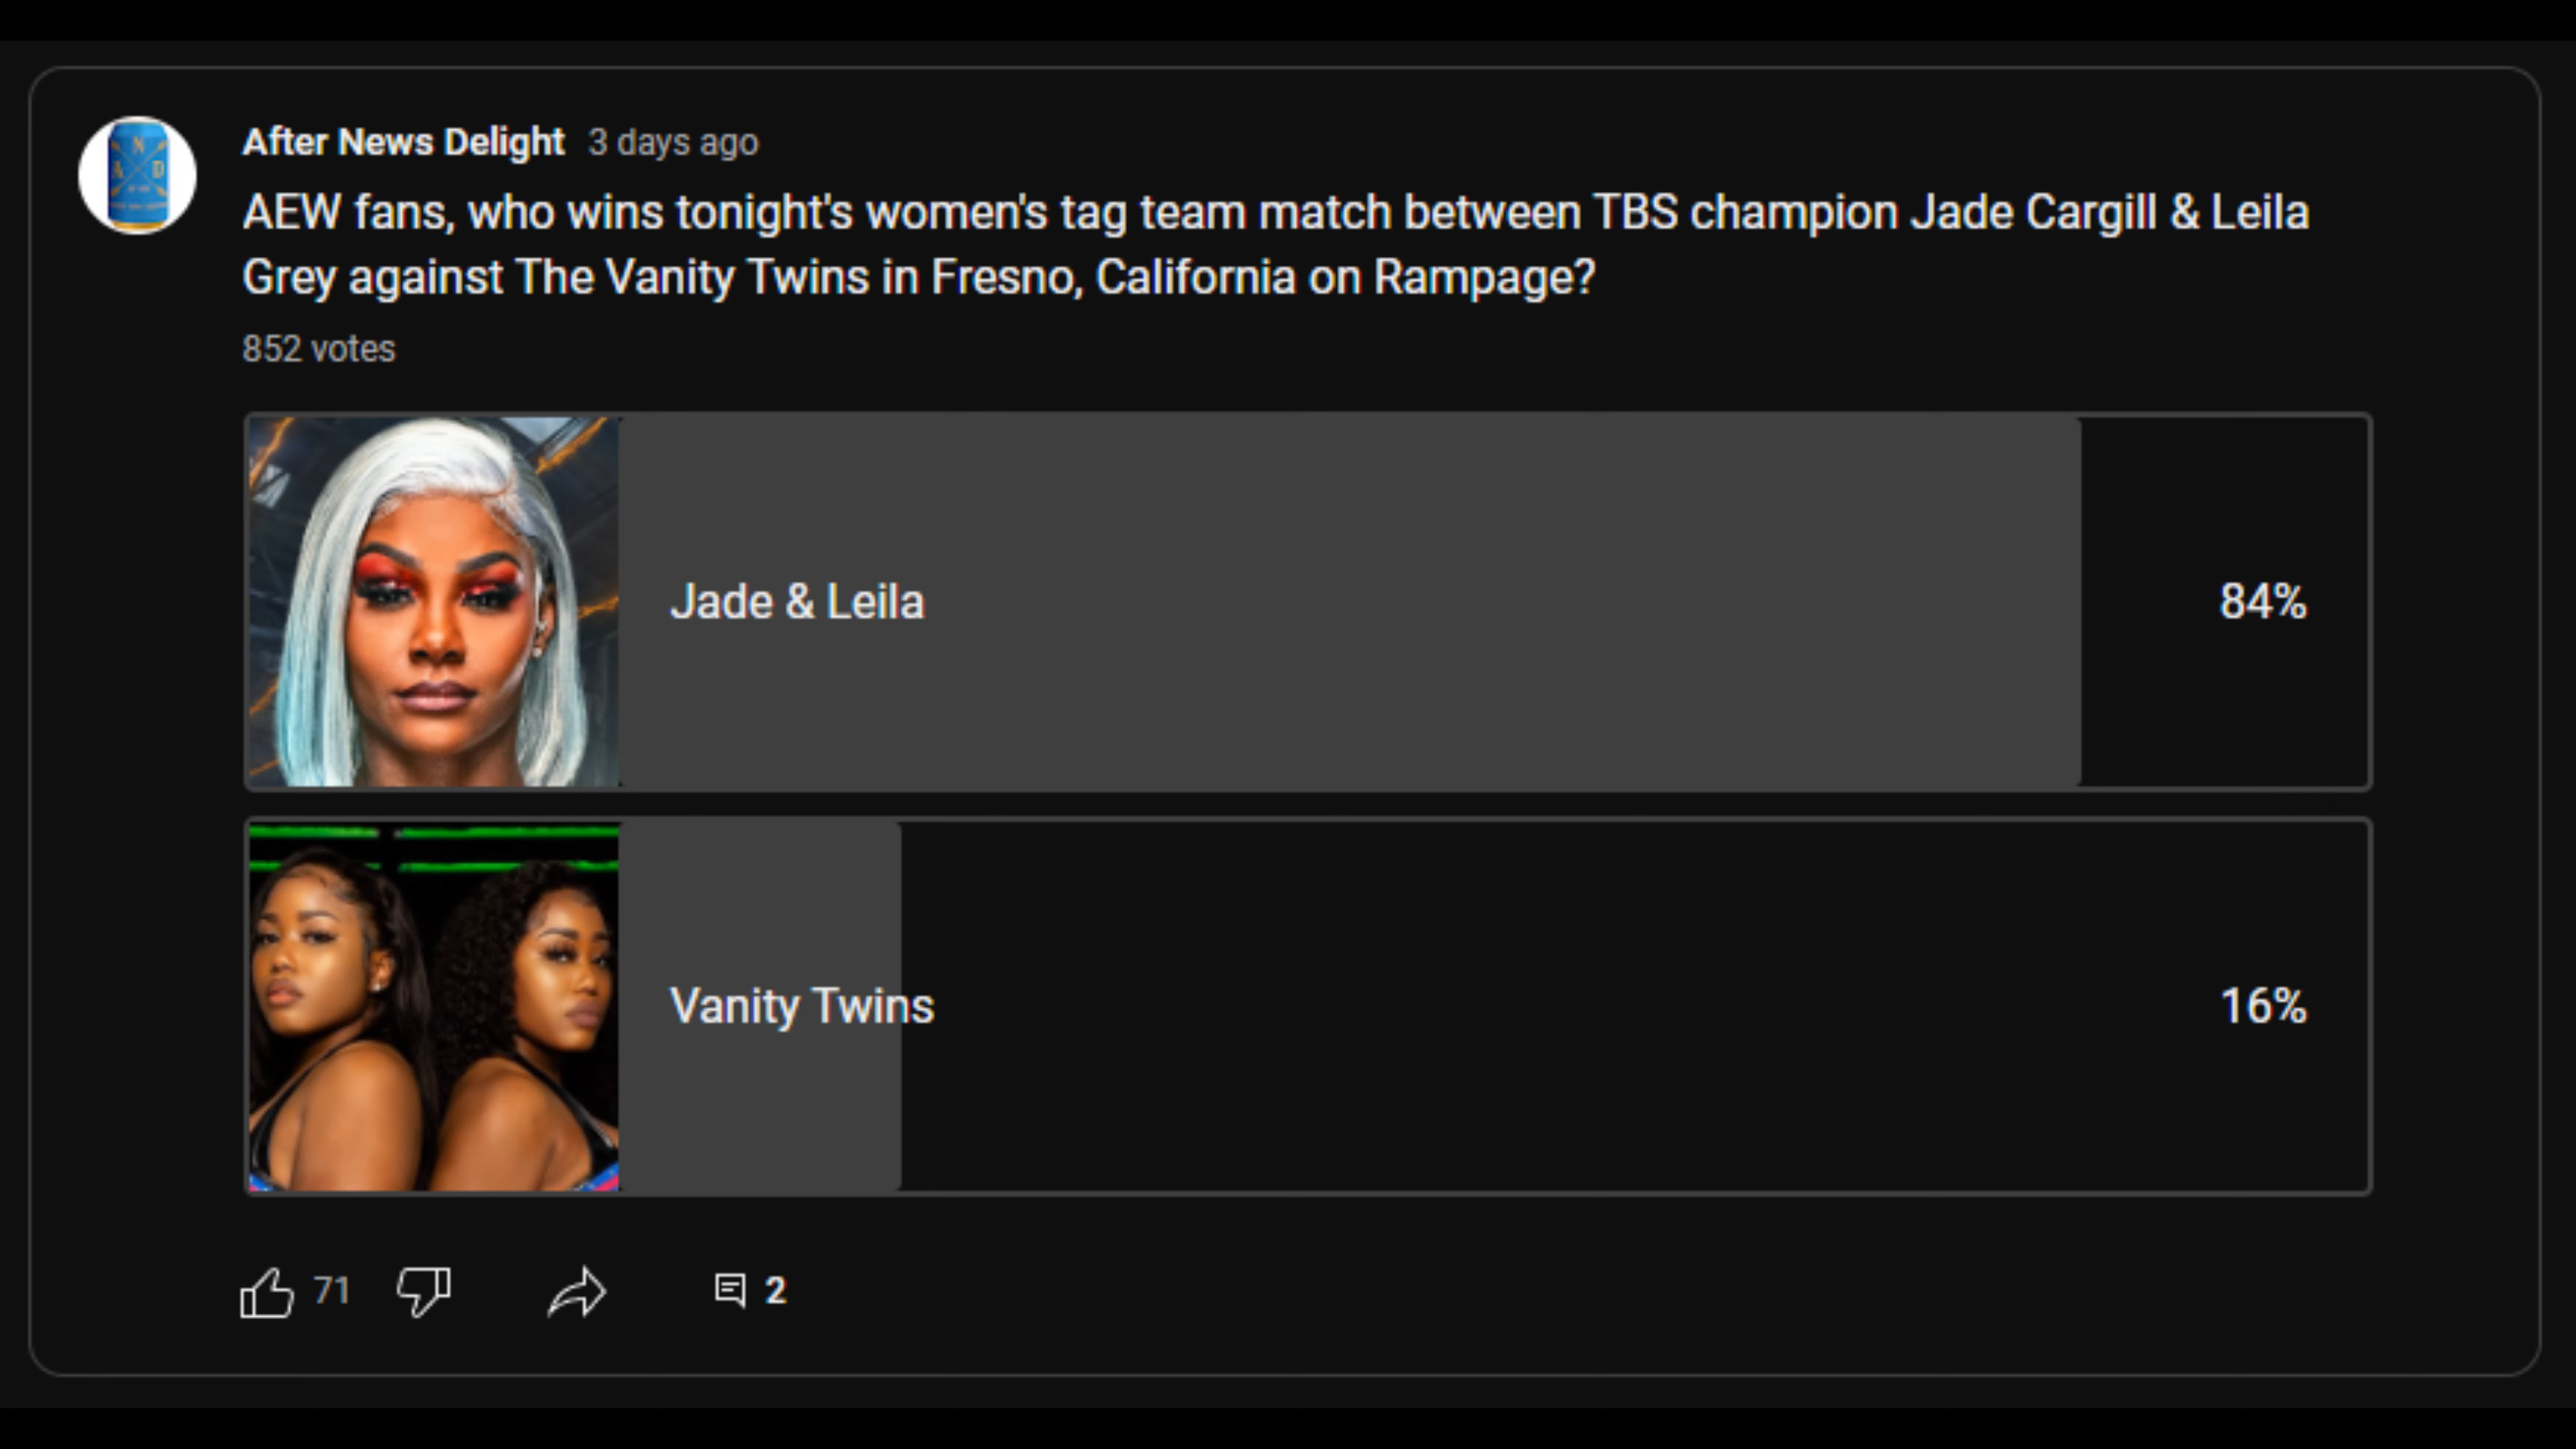 N
A D
After News Delight 3 days ago
AEW fans, who wins tonight's women's tag team match between TBS champion Jade Cargill & Leila
Grey against The Vanity Twins in Fresno, California on Rampage?
852 votes
Jade & Leila 84%
Vanity Twins 16%
71 2